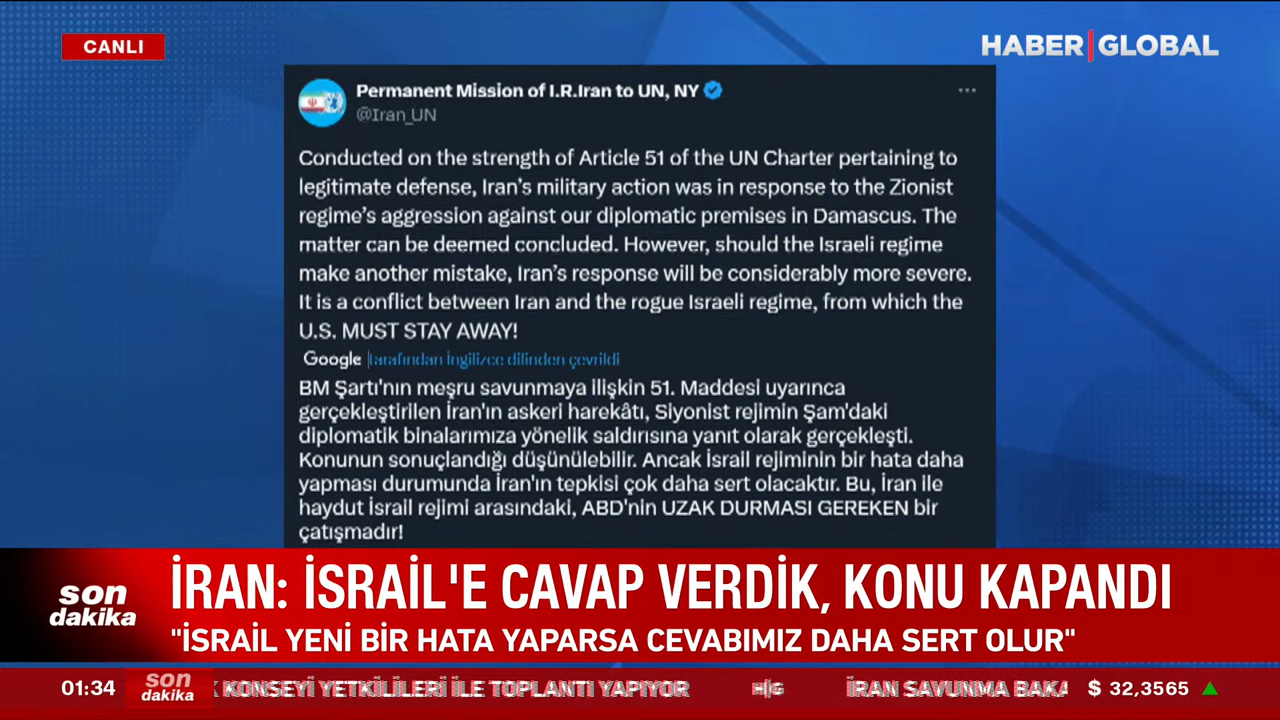 CANLI
HABER GLOBAL
Permanent Mission of I.R.Iran to UN, NY
@Iran_UN
Conducted on the strength of Article 51 of the UN Charter pertaining to
legitimate defense, Iran's military action was in response to the Zionist
regime's aggression against our diplomatic premises in Damascus. The
matter can be deemed concluded. However, should the Israeli regime
make another mistake, Iran's response will be considerably more severe.
It is a conflict between Iran and the rogue Israeli regime, from which the
U.S. MUST STAY AWAY!
Google tarafından İngilizce dilinden çevrildi
BM Şartı'nın meşru savunmaya ilişkin 51. Maddesi uyarınca
gerçekleştirilen İran'ın askeri harekâtı, Siyonist rejimin Şam'daki
diplomatik binalarımıza yönelik saldırısına yanıt olarak gerçekleşti.
Konunun sonuçlandığı düşünülebilir. Ancak İsrail rejiminin bir hata daha
yapması durumunda İran'ın tepkisi çok daha sert olacaktır. Bu, İran ile
haydut İsrail rejimi arasındaki, ABD'nin UZAK DURMASI GEREKEN bir
çatışmadır!
son dakika
İRAN: İSRAİL'E CAVAP VERDİK, KONU KAPANDI
"İSRAİL YENİ BİR HATA YAPARSA CEVABIMIZ DAHA SERT OLUR"
01:34 son dakika K KONSEYİ YETKİLİLERİ İLE TOPLANTI YAPIYOR H|G İRAN SAVUNMA BAKA $ 32,3565